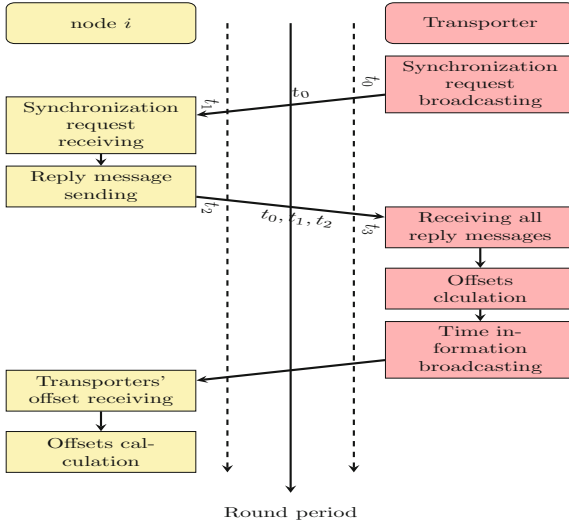 node i
Transporter
Synchronization
request
broadcasting
t0
t0
t1
Synchronization
request
receiving
Reply message
sending
t2
t0, t1, t2
t3
Receiving all
reply messages
Offsets
clculation
Time in-
formation
broadcasting
Transporters'
offset receiving
Offsets cal-
culation
Round period